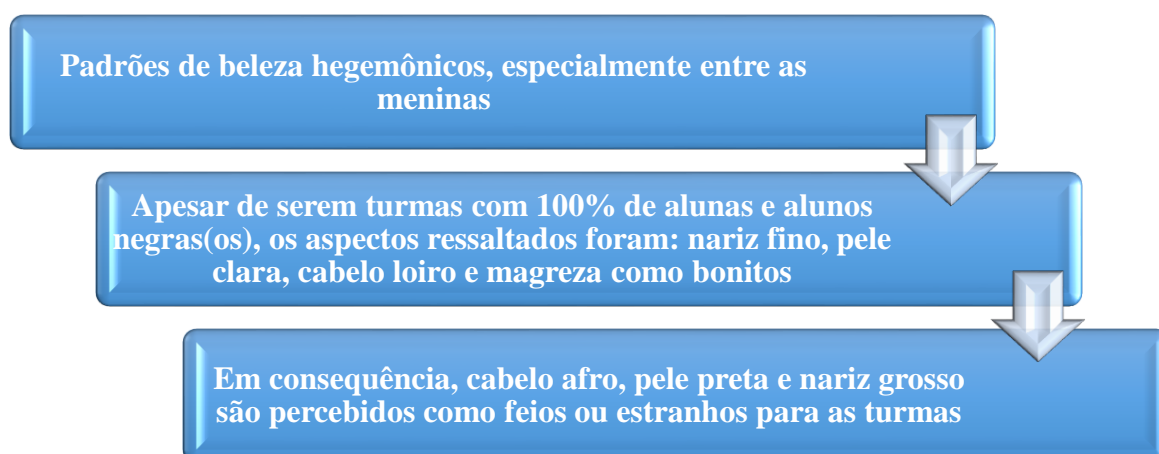 Padrões de beleza hegemônicos, especialmente entre as
meninas
Apesar de serem turmas com 100% de alunas e alunos
negras(os), os aspectos ressaltados foram: nariz fino, pele
clara, cabelo loiro e magreza como bonitos
Em consequência, cabelo afro, pele preta e nariz grosso
são percebidos como feios ou estranhos para as turmas